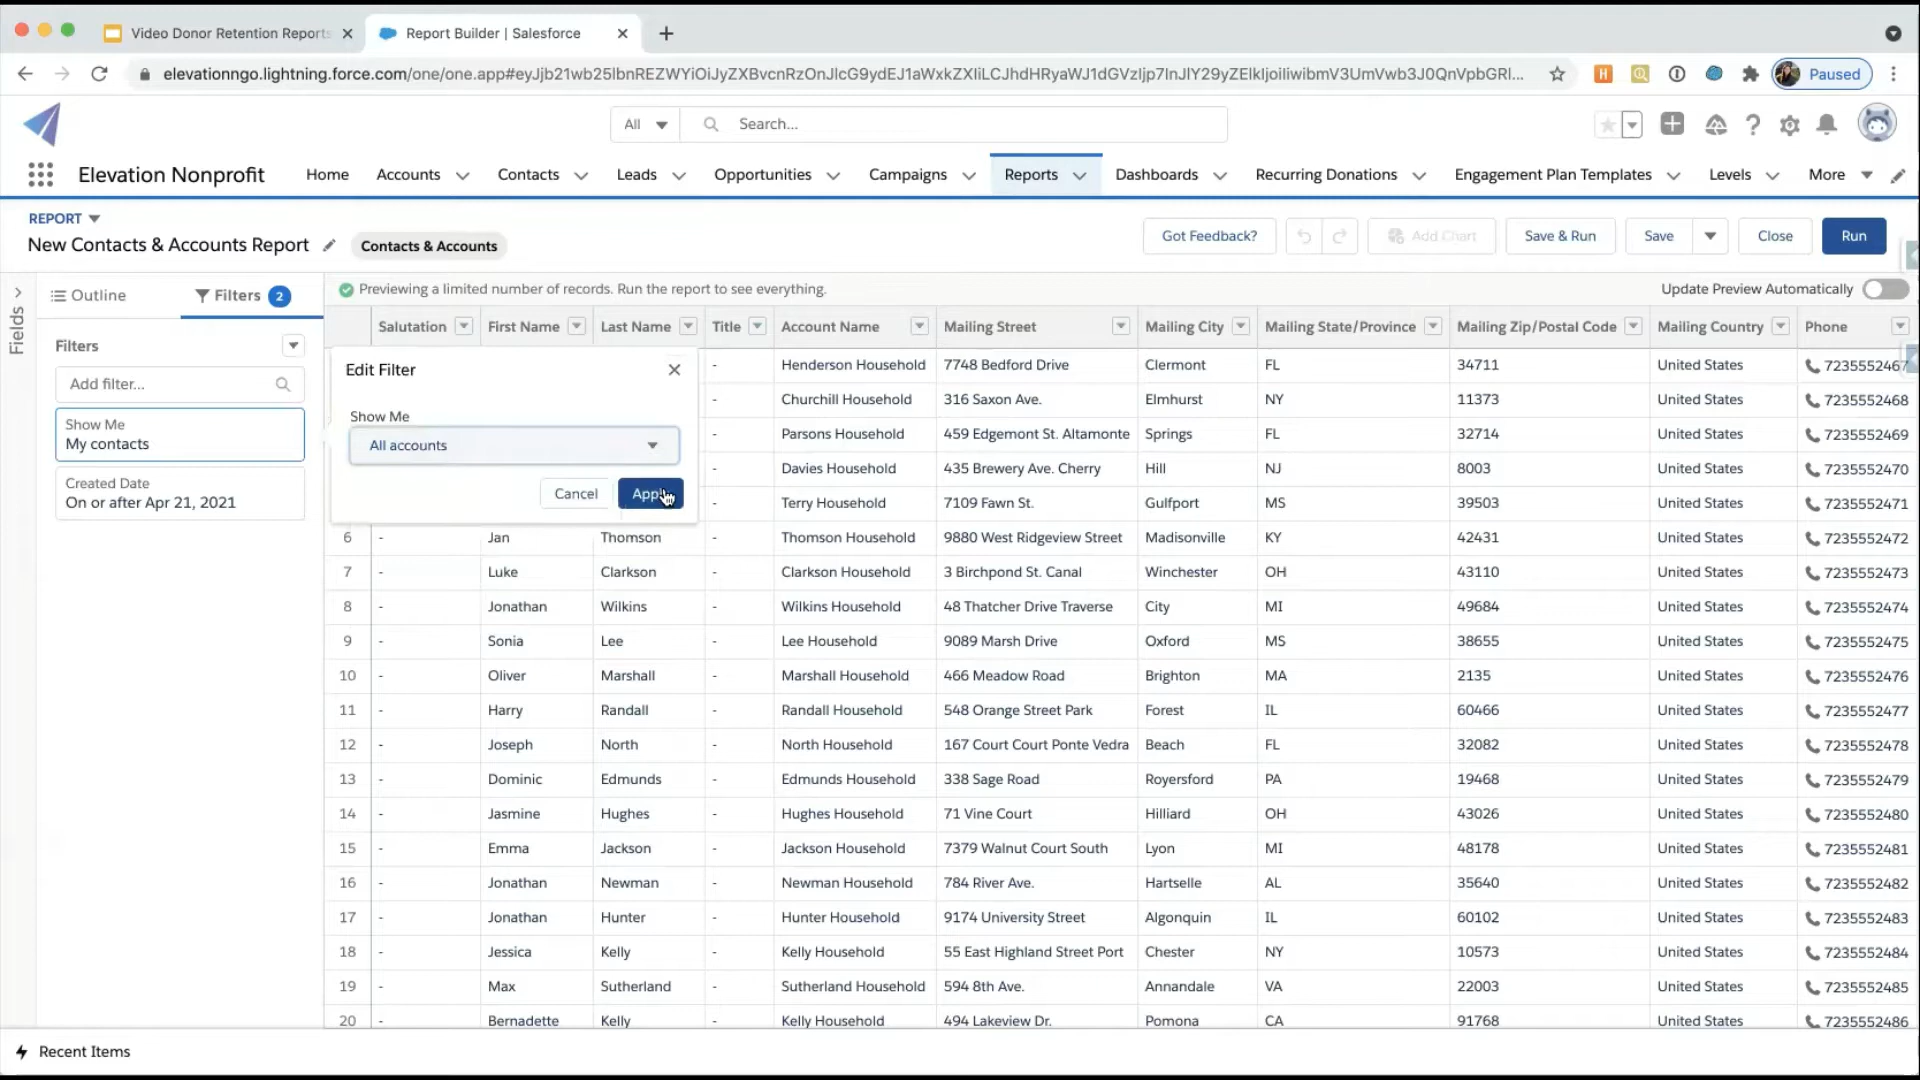 Video Donor Retention Reports
Report Builder | Salesforce
elevationngo.lightning.force.com/one/one.app#eyJjb21wb25lbnREZWYiOiJyZXBvcnRzOnJlcG9ydEJ1aWxkZXIiLCJhdHRyaWJ1dGVzIjp7InJlY29yZElkIjoiIiwibmV3UmVwb3J0QnVpbGRl...
Paused
All
Search...
Elevation Nonprofit
Home
Accounts
Contacts
Leads
Opportunities
Campaigns
Reports
Dashboards
Recurring Donations
Engagement Plan Templates
Levels
More
REPORT
New Contacts & Accounts Report
Contacts & Accounts
Got Feedback?
Add Chart
Save & Run
Save
Close
Run
Fields
Outline
Filters 2
Previewing a limited number of records. Run the report to see everything.
Update Preview Automatically
Filters
Add filter...
Show Me
My contacts
Created Date
On or after Apr 21, 2021
Edit Filter
Show Me
All accounts
Cancel
Salutation First Name Last Name Title Account Name Mailing Street Mailing City Mailing State/Province Mailing Zip/Postal Code Mailing Country Phone
- Henderson Household 7748 Bedford Drive Clermont FL 34711 United States 7235552467
- Churchill Household 316 Saxon Ave. Elmhurst NY 11373 United States 7235552468
- Parsons Household 459 Edgemont St. Altamonte Springs FL 32714 United States 7235552469
- Davies Household 435 Brewery Ave. Cherry Hill NJ 8003 United States 7235552470
- Terry Household 7109 Fawn St. Gulfport MS 39503 United States 7235552471
6 - Jan Thomson - Thomson Household 9880 West Ridgeview Street Madisonville KY 42431 United States 7235552472
7 - Luke Clarkson - Clarkson Household 3 Birchpond St. Canal Winchester OH 43110 United States 7235552473
8 - Jonathan Wilkins - Wilkins Household 48 Thatcher Drive Traverse City MI 49684 United States 7235552474
9 - Sonia Lee - Lee Household 9089 Marsh Drive Oxford MS 38655 United States 7235552475
10 - Oliver Marshall - Marshall Household 466 Meadow Road Brighton MA 2135 United States 7235552476
11 - Harry Randall - Randall Household 548 Orange Street Park Forest IL 60466 United States 7235552477
12 - Joseph North - North Household 167 Court Court Ponte Vedra Beach FL 32082 United States 7235552478
13 - Dominic Edmunds - Edmunds Household 338 Sage Road Royersford PA 19468 United States 7235552479
14 - Jasmine Hughes - Hughes Household 71 Vine Court Hilliard OH 43026 United States 7235552480
15 - Emma Jackson - Jackson Household 7379 Walnut Court South Lyon MI 48178 United States 7235552481
16 - Jonathan Newman - Newman Household 784 River Ave. Hartselle AL 35640 United States 7235552482
17 - Jonathan Hunter - Hunter Household 9174 University Street Algonquin IL 60102 United States 7235552483
18 - Jessica Kelly - Kelly Household 55 East Highland Street Port Chester NY 10573 United States 7235552484
19 - Max Sutherland - Sutherland Household 594 8th Ave. Annandale VA 22003 United States 7235552485
20 - Bernadette Kelly - Kelly Household 494 Lakeview Dr. Pomona CA 91768 United States 7235552486
Recent Items